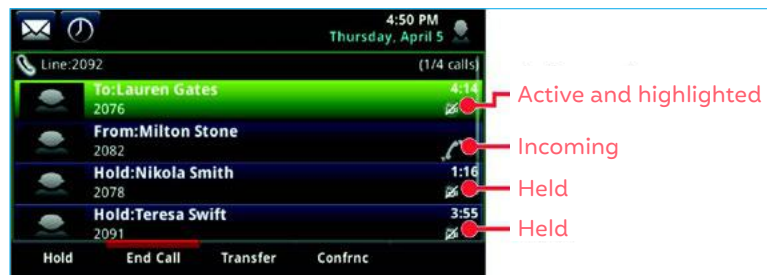 4:50 PM
Thursday, April 5
Line:2092 (1/4 calls)
To:Lauren Gates 4:14
2076
Active and highlighted
From:Milton Stone
2082
Incoming
Hold:Nikola Smith 1:16
2078
Held
Hold:Teresa Swift 3:55
2091
Held
Hold End Call Transfer Confrnc